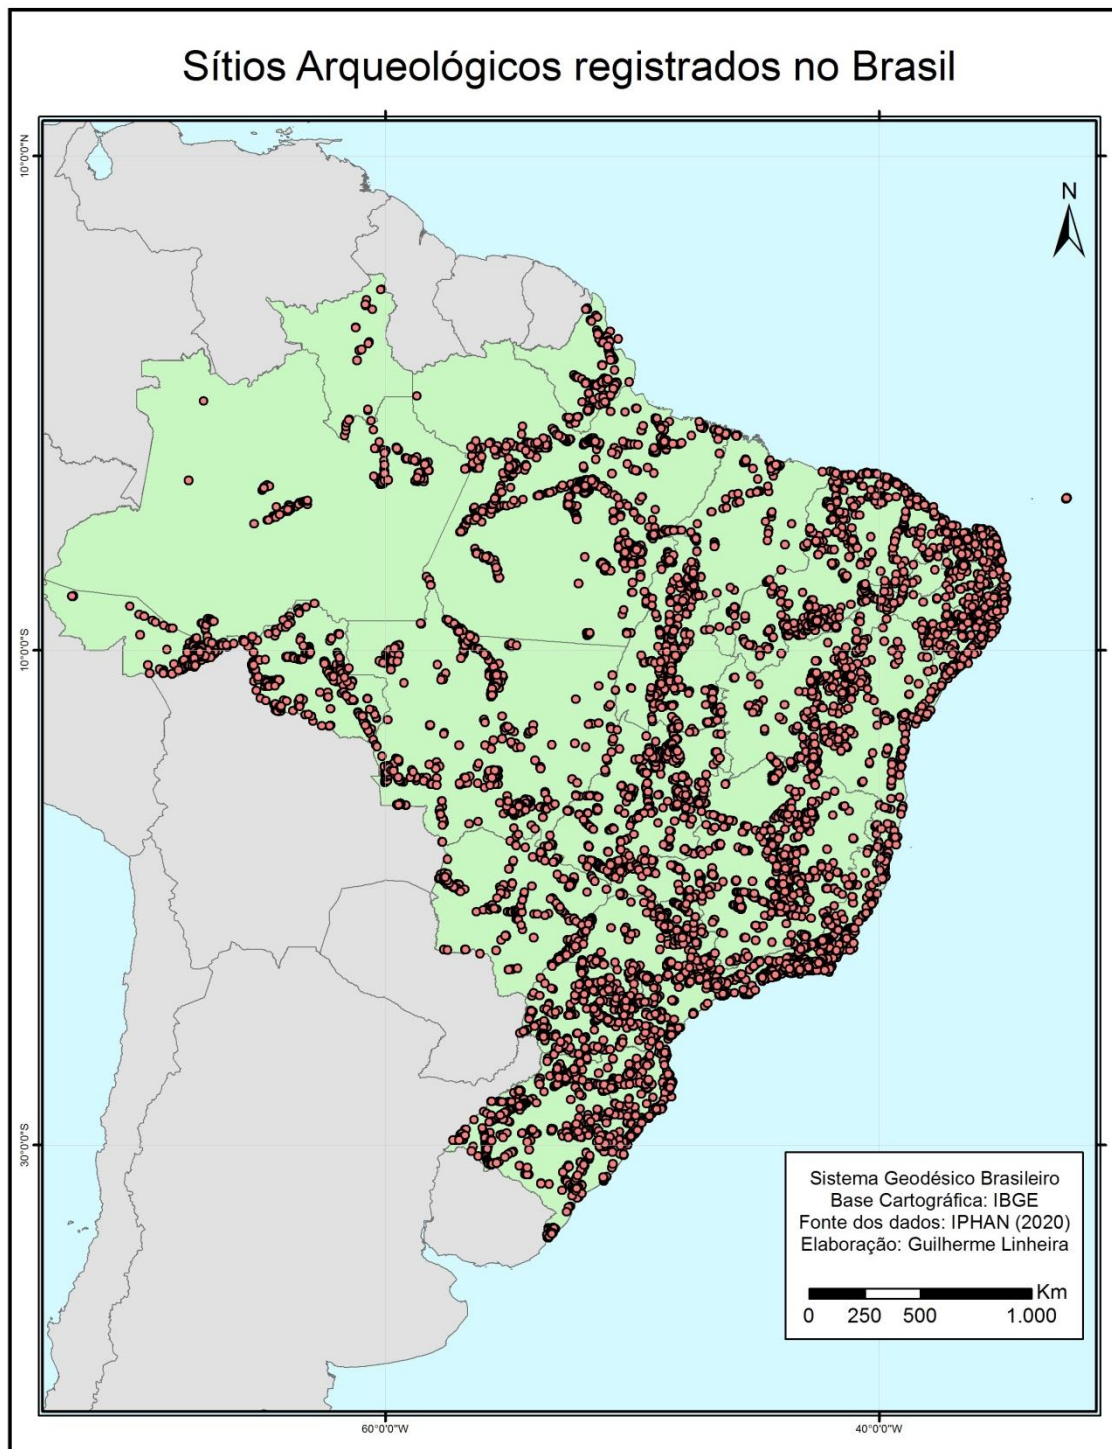 Sítios Arqueológicos registrados no Brasil
10°0'0"N
N
10°0'0"S
30°0'0"S
Sistema Geodésico Brasileiro
Base Cartográfica: IBGE
Fonte dos dados: IPHAN (2020)
Elaboração: Guilherme Linheira
Km
0 250 500 1.000
60°0'0"W 40°0'0"W